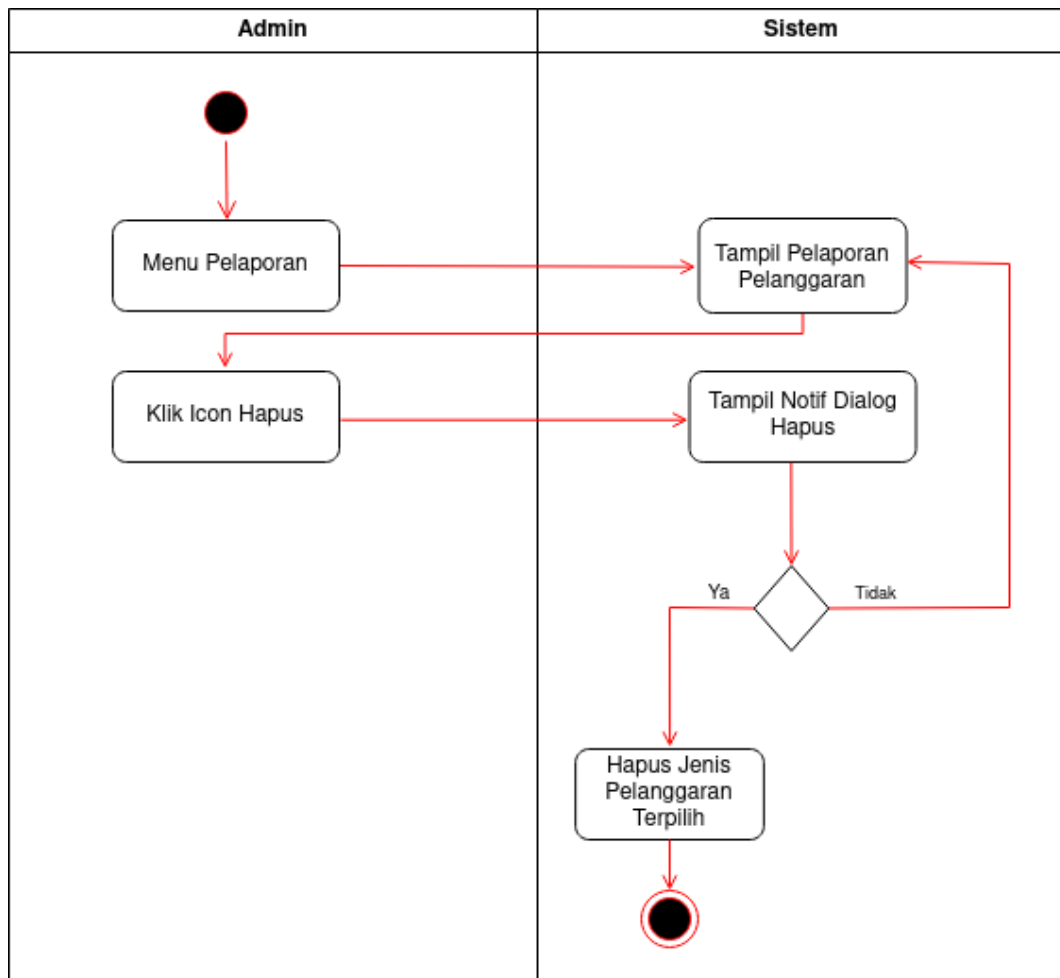 Admin
Sistem
Menu Pelaporan
Tampil Pelaporan
Pelanggaran
Klik Icon Hapus
Tampil Notif Dialog
Hapus
Ya
Tidak
Hapus Jenis
Pelanggaran
Terpilih